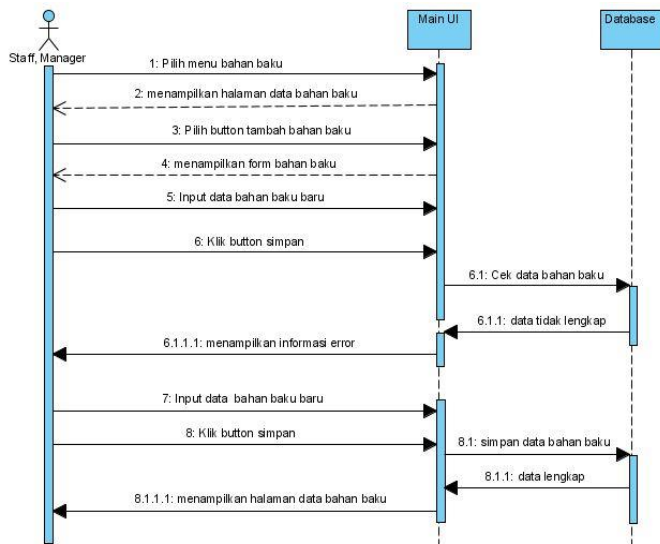 Main UI
Database
Staff, Manager
1: Pilih menu bahan baku
2: menampilkan halaman data bahan baku
3: Pilih button tambah bahan baku
4: menampilkan form bahan baku
5: Input data bahan baku baru
6: Klik button simpan
6.1: Cek data bahan baku
6.1.1: data tidak lengkap
6.1.1.1: menampilkan informasi error
7: Input data bahan baku baru
8: Klik button simpan
8.1: simpan data bahan baku
8.1.1: data lengkap
8.1.1.1: menampilkan halaman data bahan baku